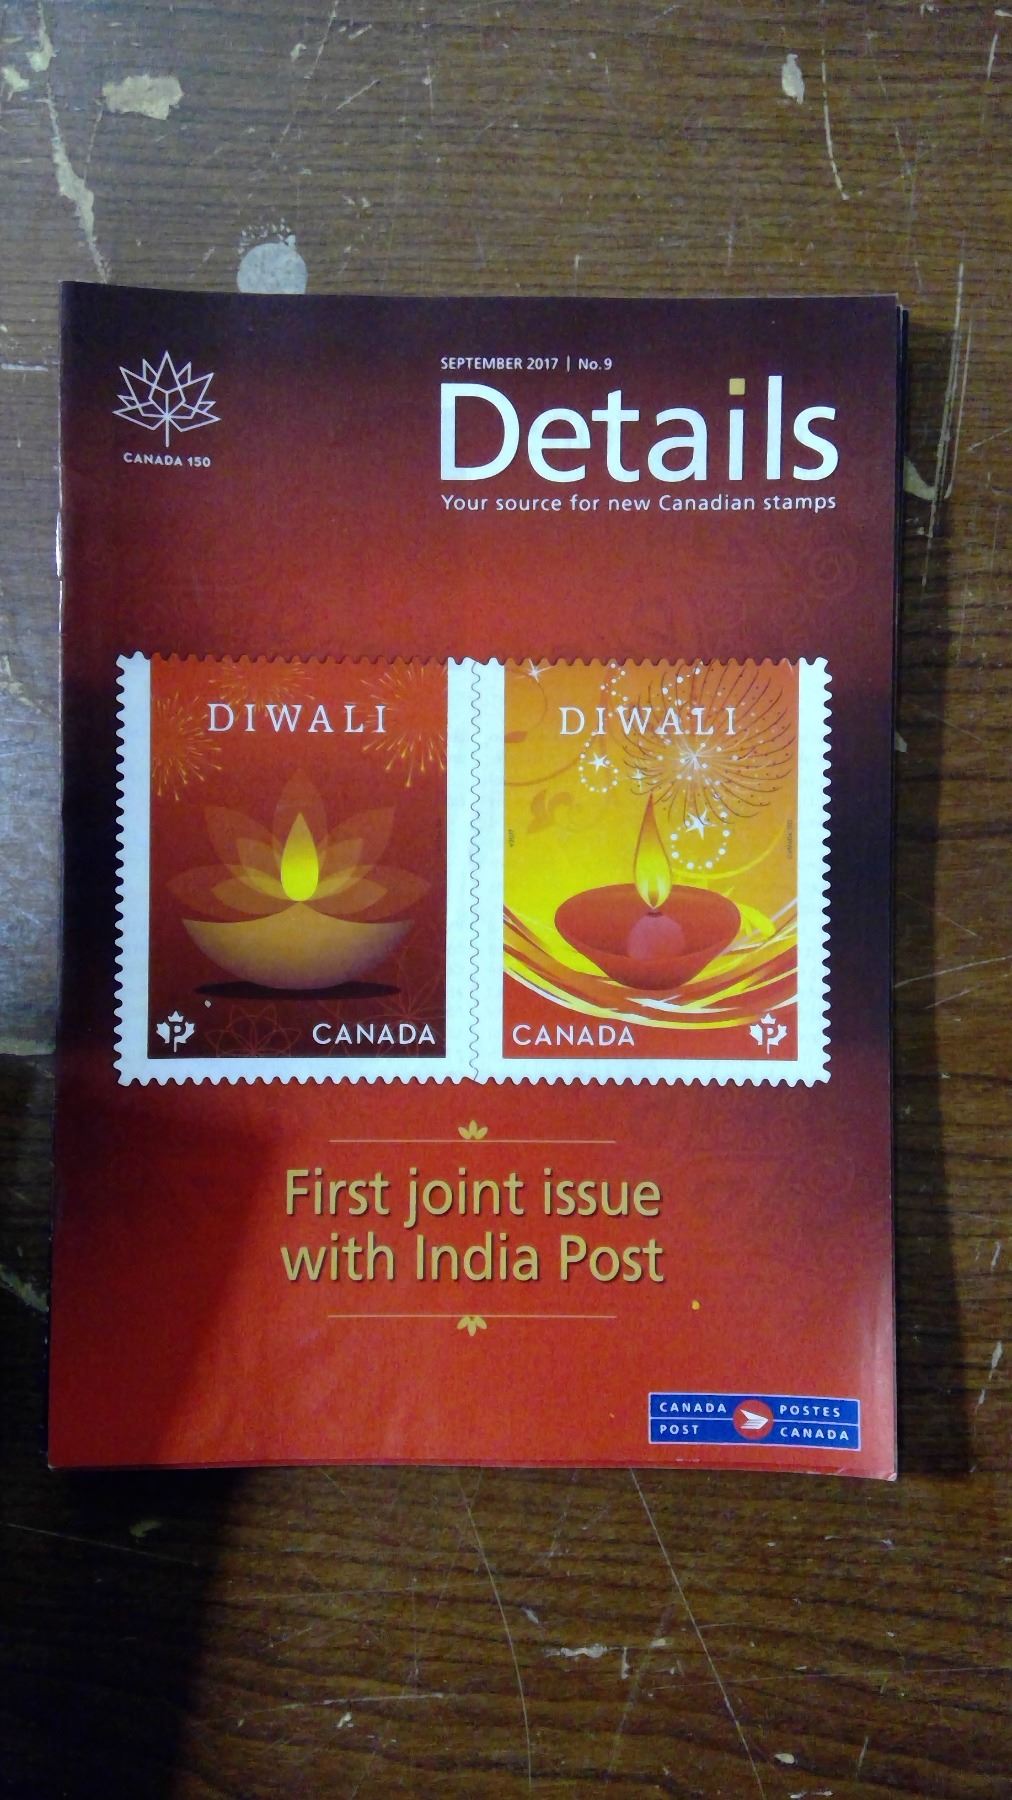 CANADA 150
SEPTEMBER 2017 | No.9
Details
Your source for new Canadian stamps
DIWALI
CANADA
P
DIWALI
CANADA
P
First joint issue
with India Post
CANADA POST
POSTES CANADA